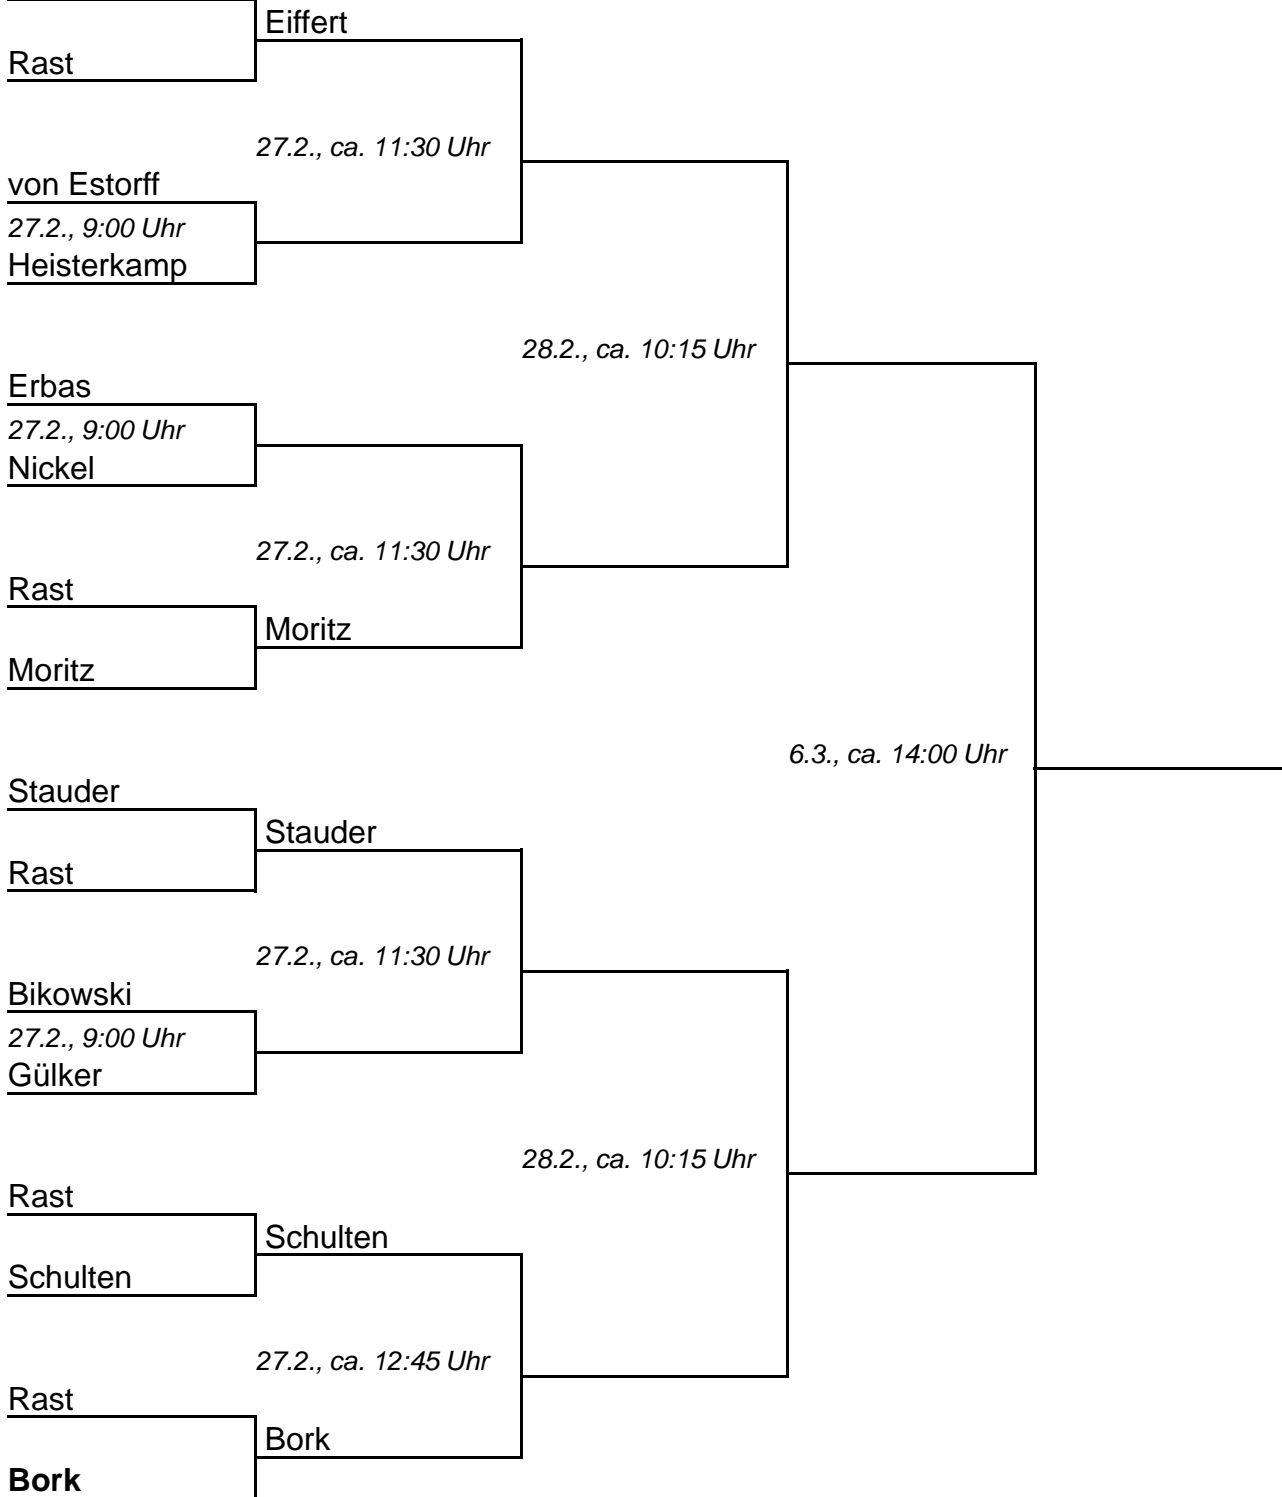 Eiffert
Rast
27.2., ca. 11:30 Uhr
von Estorff
27.2., 9:00 Uhr
Heisterkamp
28.2., ca. 10:15 Uhr
Erbas
27.2., 9:00 Uhr
Nickel
27.2., ca. 11:30 Uhr
Rast
Moritz
Moritz
6.3., ca. 14:00 Uhr
Stauder
Stauder
Rast
27.2., ca. 11:30 Uhr
Bikowski
27.2., 9:00 Uhr
Gülker
28.2., ca. 10:15 Uhr
Rast
Schulten
Schulten
27.2., ca. 12:45 Uhr
Rast
Bork
Bork